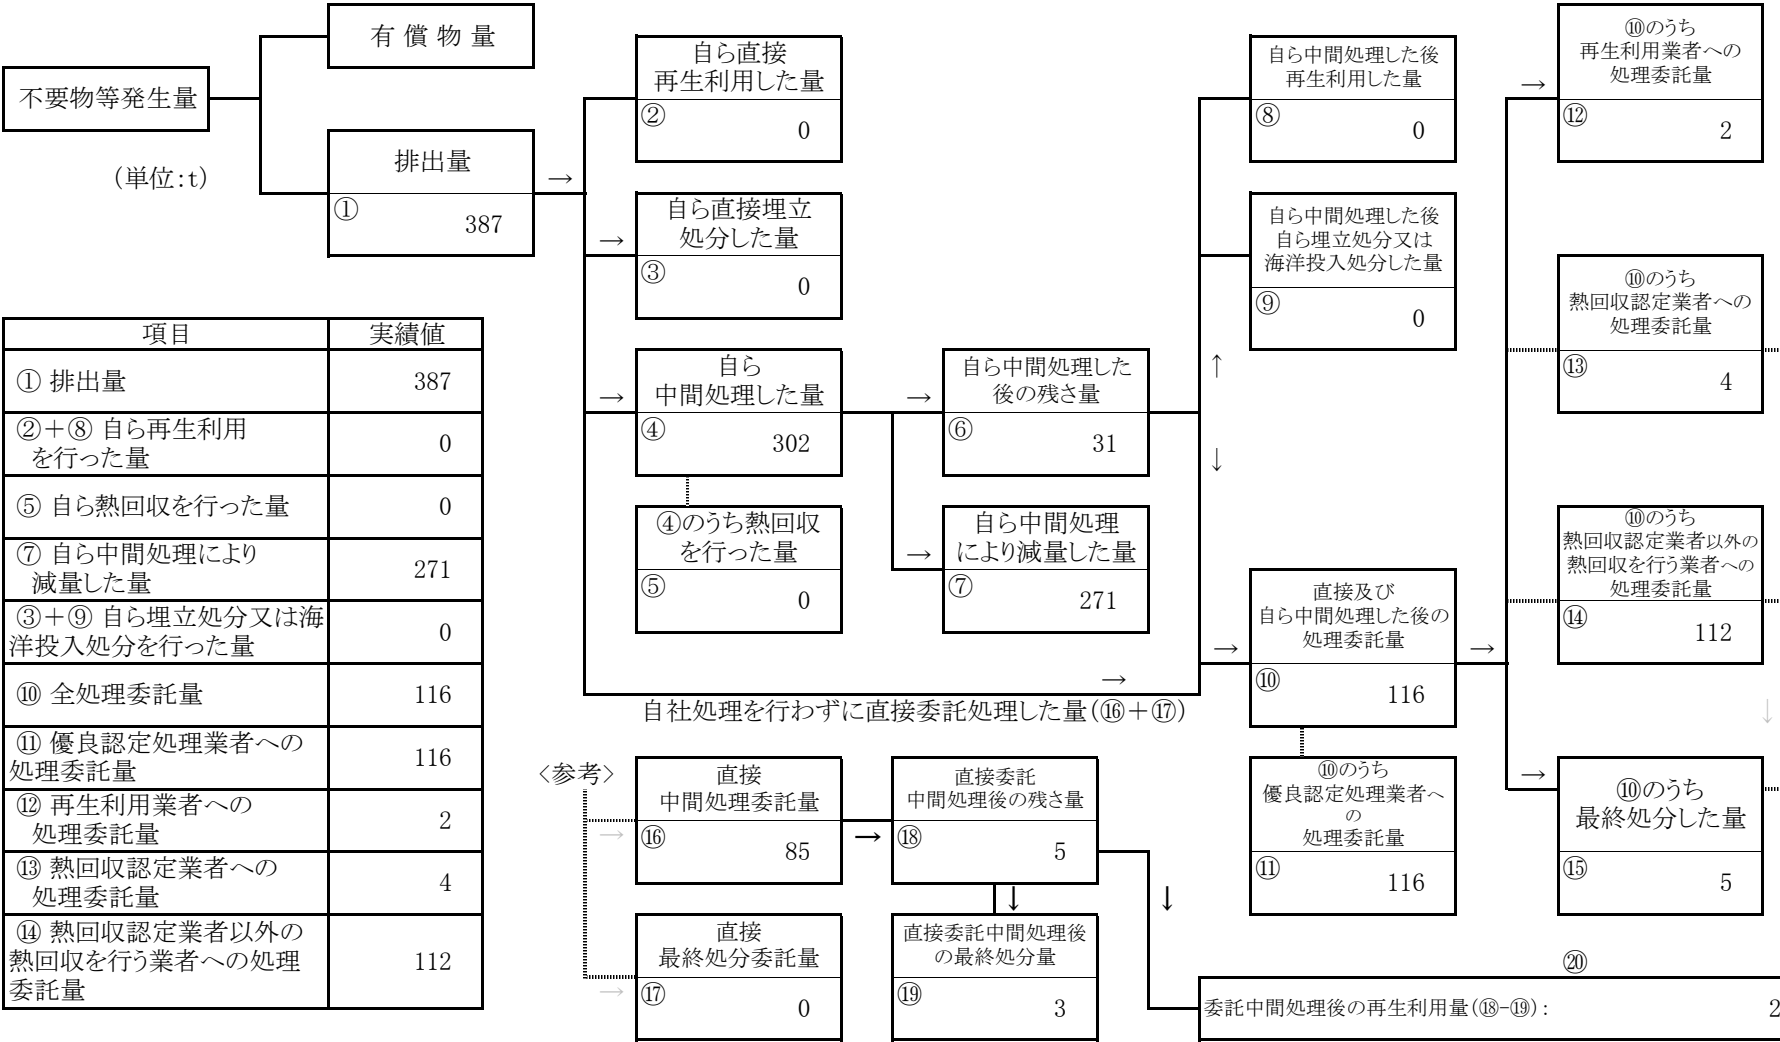 有 償 物 量
不要物等発生量
(単位:t)
排出量
①
387
自ら直接
再生利用した量
②
0
自ら直接埋立
処分した量
③
0
自ら
中間処理した量
④
302
④のうち熱回収
を行った量
⑤
0
自ら中間処理した
後の残さ量
⑥
31
自ら中間処理
により減量した量
⑦
271
自ら中間処理した後
再生利用した量
⑧
0
自ら中間処理した後
自ら埋立処分又は
海洋投入処分した量
⑨
0
直接及び
自ら中間処理した後の
処理委託量
⑩
116
⑩のうち
優良認定処理業者へ
の
処理委託量
⑪
116
⑩のうち
再生利用業者への
処理委託量
⑫
2
⑩のうち
熱回収認定業者への
処理委託量
⑬
4
⑩のうち
熱回収認定業者以外の
熱回収を行う業者への
処理委託量
⑭
112
⑩のうち
最終処分した量
⑮
5
自社処理を行わずに直接委託処理した量(⑯+⑰)
<参考>
直接
中間処理委託量
⑯
85
直接
最終処分委託量
⑰
0
直接委託
中間処理後の残さ量
⑱
5
直接委託中間処理後
の最終処分量
⑲
3
⑳
委託中間処理後の再生利用量(⑱-⑲): 2
項目 実績値
① 排出量 387
②+⑧ 自ら再生利用
を行った量 0
⑤ 自ら熱回収を行った量 0
⑦ 自ら中間処理により
減量した量 271
③+⑨ 自ら埋立処分又は海
洋投入処分を行った量 0
⑩ 全処理委託量 116
⑪ 優良認定処理業者への
処理委託量 116
⑫ 再生利用業者への
処理委託量 2
⑬ 熱回収認定業者への
処理委託量 4
⑭ 熱回収認定業者以外の
熱回収を行う業者への処理
委託量 112